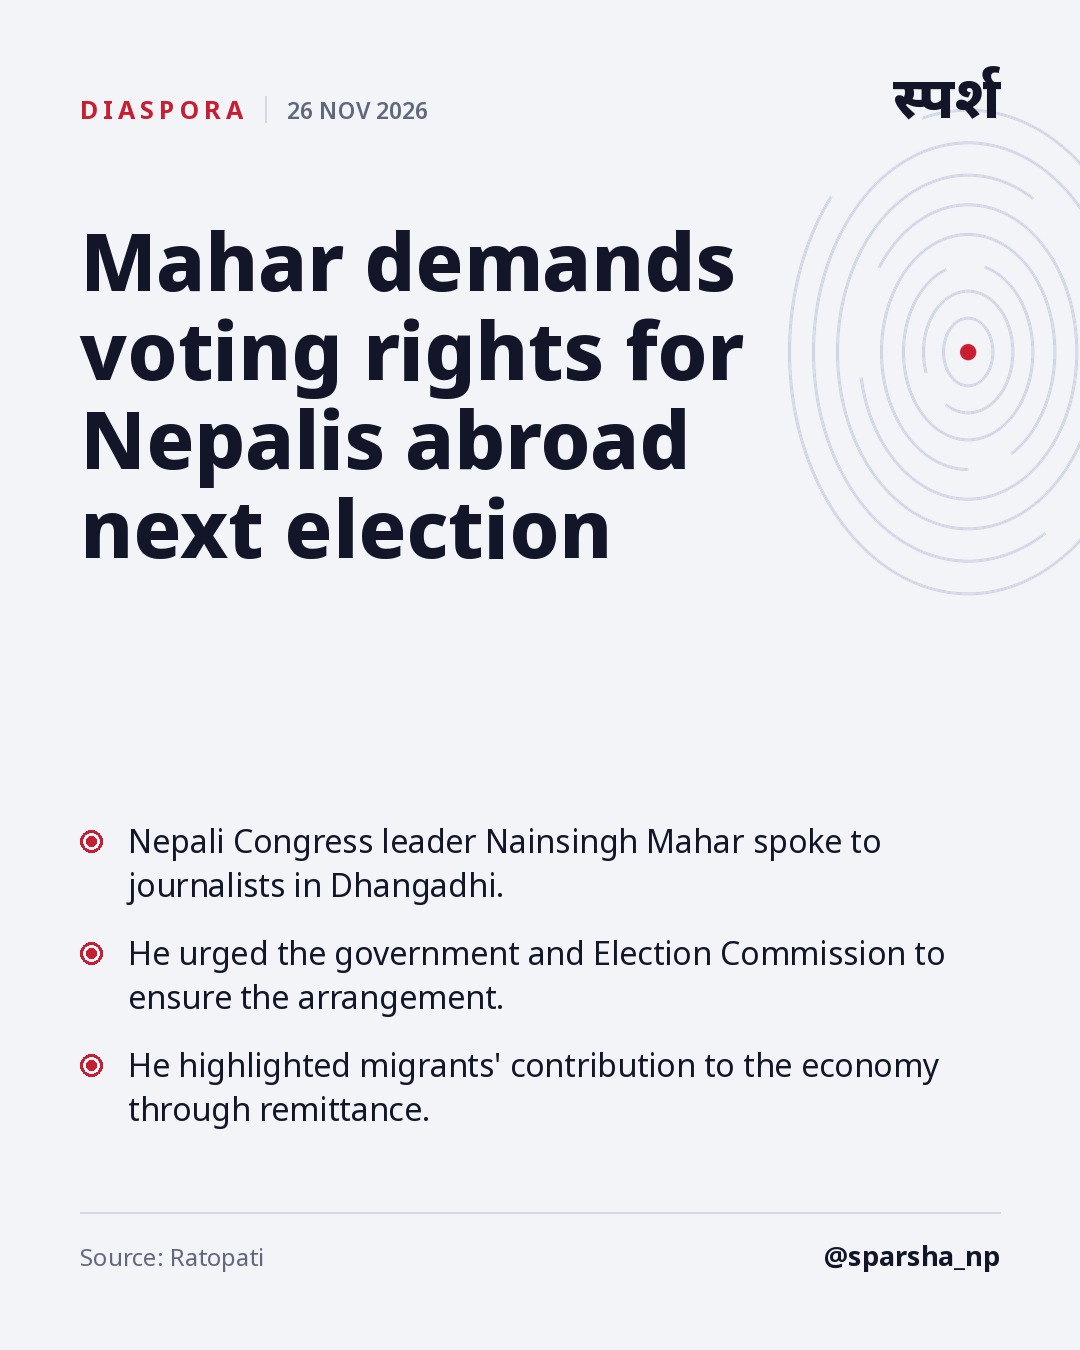 DIASPORA | 26 NOV 2026
स्पर्श
Mahar demands
voting rights for
Nepalis abroad
next election
Nepali Congress leader Nainsingh Mahar spoke to
journalists in Dhangadhi.
He urged the government and Election Commission to
ensure the arrangement.
He highlighted migrants' contribution to the economy
through remittance.
Source: Ratopati
@sparsha_np